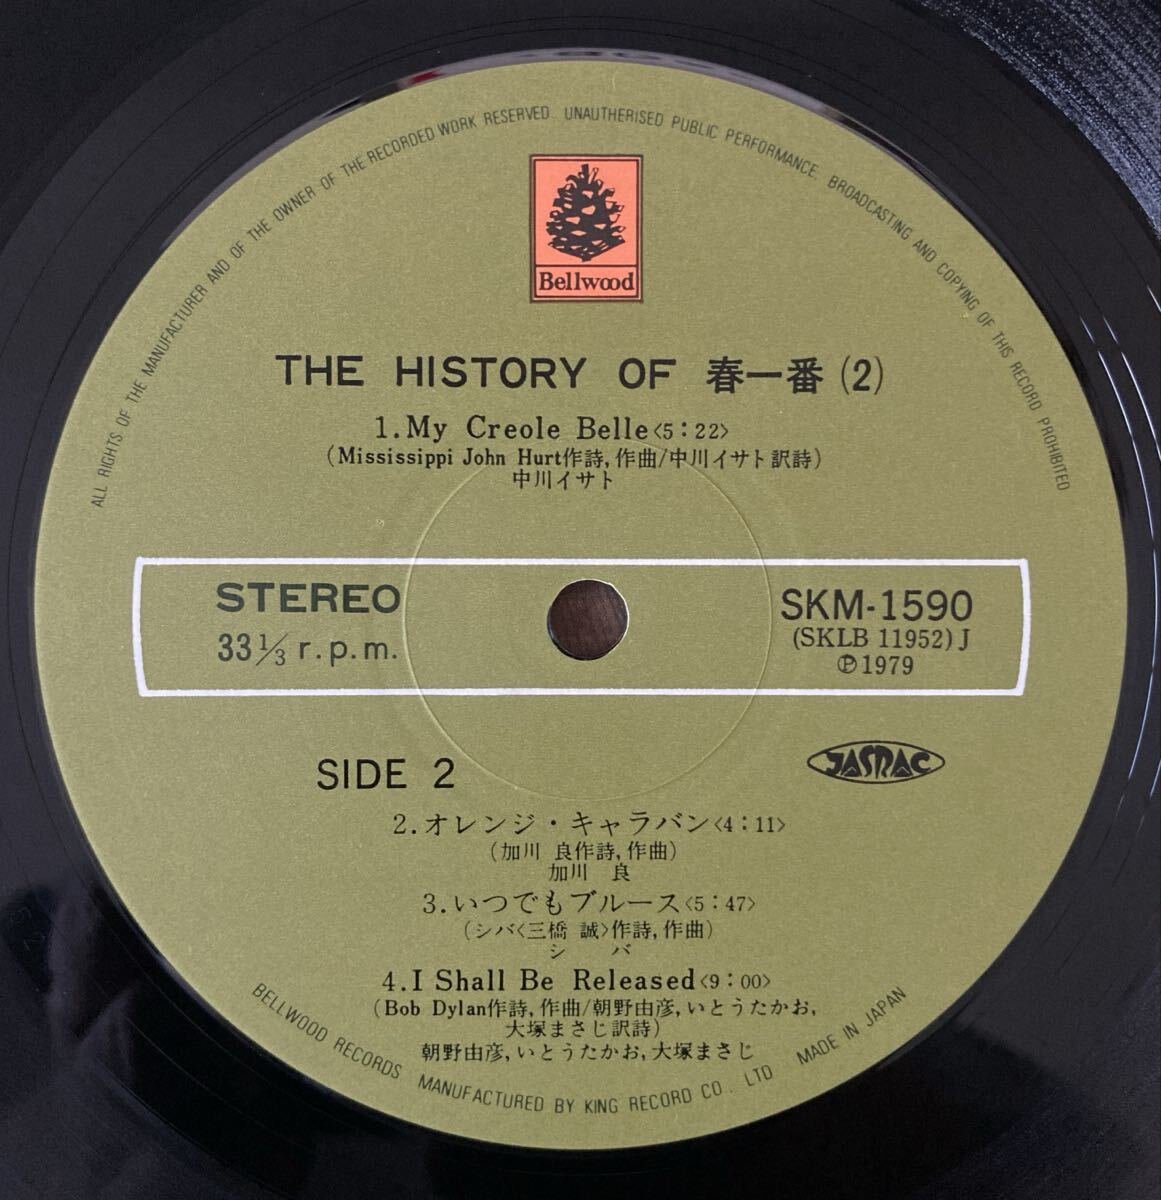 ALL RIGHTS OF THE MANUFACTURER AND OF THE OWNER OF THE RECORDED WORK RESERVED. UNAUTHORISED PUBLIC PERFORMANCE, BROADCASTING AND COPYING OF THIS RECORD PROHIBITED
Bellwood
THE HISTORY OF 春一番 (2)
1.My Creole Belle〈5:22〉
(Mississippi John Hurt作詩,作曲/中川イサト訳詩)
中川イサト
STEREO
33 1/3 r.p.m.
SKM-1590
(SKLB 11952) J
Ⓟ1979
SIDE 2
JASRAC
2.オレンジ・キャラバン〈4:11〉
(加川 良作詩,作曲)
加川 良
3.いつでもブルース〈5:47〉
(シバ〈三橋 誠〉作詩,作曲)
シバ
4.I Shall Be Released〈9:00〉
(Bob Dylan作詩,作曲/朝野由彦,いとうたかお,
大塚まさじ訳詩)
朝野由彦,いとうたかお,大塚まさじ
BELLWOOD RECORDS MANUFACTURED BY KING RECORD CO., LTD MADE IN JAPAN